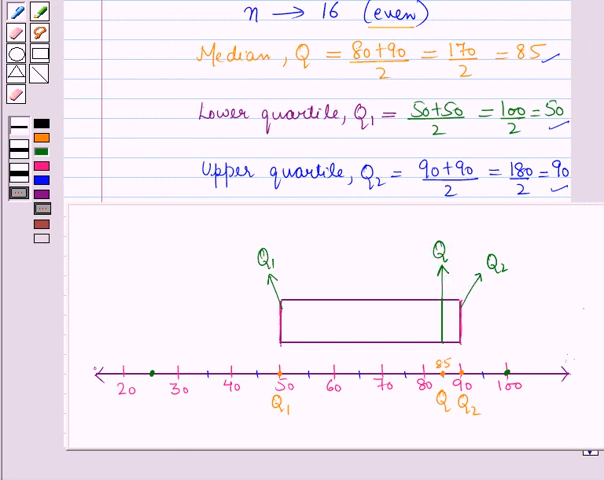 n → 16 (even)
Median, Q = 80+90/2 = 170/2 = 85 ✓
Lower quartile, Q1 = 50+50/2 = 100/2 = 50 ✓
Upper quartile, Q2 = 90+90/2 = 180/2 = 90 ✓
Q1 Q Q2
85
20 30 40 50 60 70 80 90 100
Q1 Q Q2